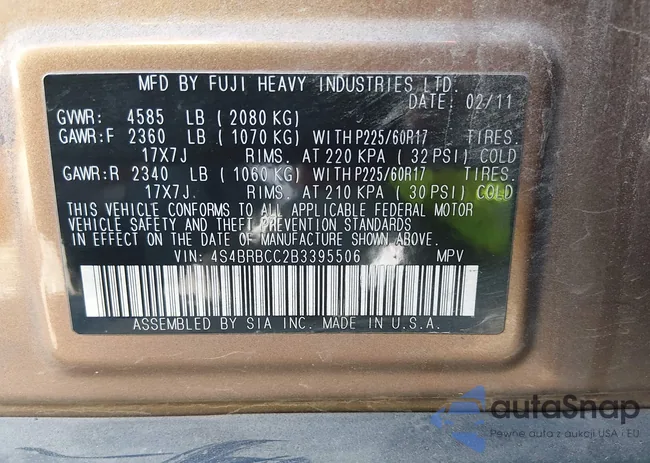 MFD BY FUJI HEAVY INDUSTRIES LTD.
DATE: 02/11
GVWR: 4585 LB (2080 KG)
GAWR:F 2360 LB (1070 KG) WITH P225/60R17 TIRES.
17X7J RIMS. AT 220 KPA (32 PSI) COLD
GAWR:R 2340 LB (1060 KG) WITH P225/60R17 TIRES.
17X7J. RIMS. AT 210 KPA (30 PSI) COLD
THIS VEHICLE CONFORMS TO ALL APPLICABLE FEDERAL MOTOR
VEHICLE SAFETY AND THEFT PREVENTION STANDARDS
IN EFFECT ON THE DATE OF MANUFACTURE SHOWN ABOVE.
VIN: 4S4BRBCC2B3395506 MPV
ASSEMBLED BY SIA INC. MADE IN U.S.A.
autoSnap
Pewne auta z aukcji USA i EU